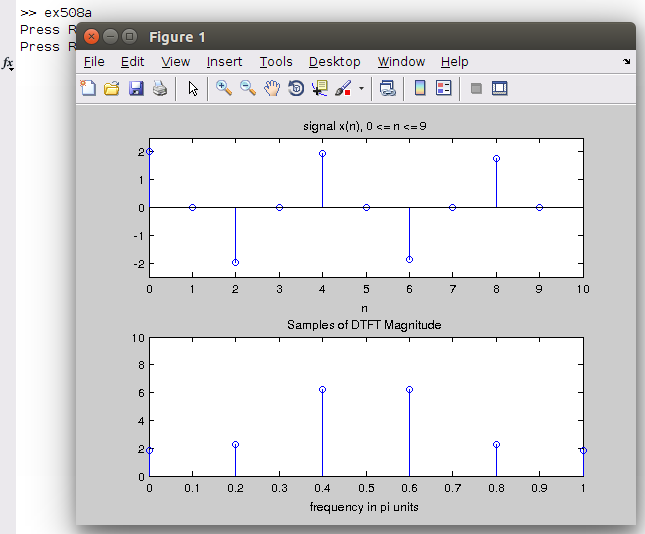 >> ex508a
Press R
Press R
fx
Figure 1
File Edit View Insert Tools Desktop Window Help
signal x(n), 0 <= n <= 9
2
1
0
-1
-2
0 1 2 3 4 5 6 7 8 9 10
n
Samples of DTFT Magnitude
10
8
6
4
2
0
0 0.1 0.2 0.3 0.4 0.5 0.6 0.7 0.8 0.9 1
frequency in pi units